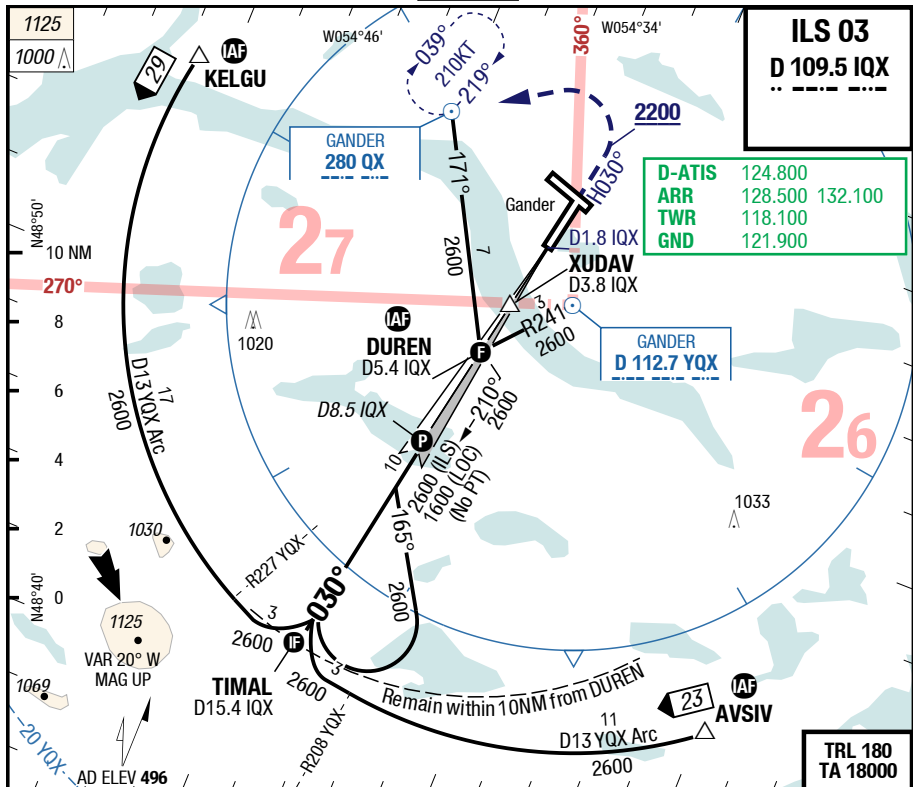 1125
1000
29
IAF
KELGU
W054°46'
039°
210KT
219°
360°
W054°34'
ILS 03
D 109.5 IQX
GANDER
280 QX
2200
H030°
D-ATIS 124.800
ARR 128.500 132.100
TWR 118.100
GND 121.900
Gander
171°
7
2600
N48°50'
10 NM
27
270°
D1.8 IQX
XUDAV
D3.8 IQX
3
R241
2600
GANDER
D 112.7 YQX
8
1020
IAF
DUREN
D5.4 IQX
F
6
17
D13 YQX Arc
2600
D8.5 IQX
P
210°
2600
26
4
10
2600 (ILS)
1600 (LOC)
(No PT)
165°
2600
1033
2
1030
R227 YQX
030°
N48°40'
0
1125
VAR 20° W
MAG UP
3
2600
IF
TIMAL
D15.4 IQX
3
2600
Remain within 10NM from DUREN
R208 YQX
1069
20 YQX
AD ELEV 496
23
IAF
AVSIV
11
D13 YQX Arc
2600
TRL 180
TA 18000